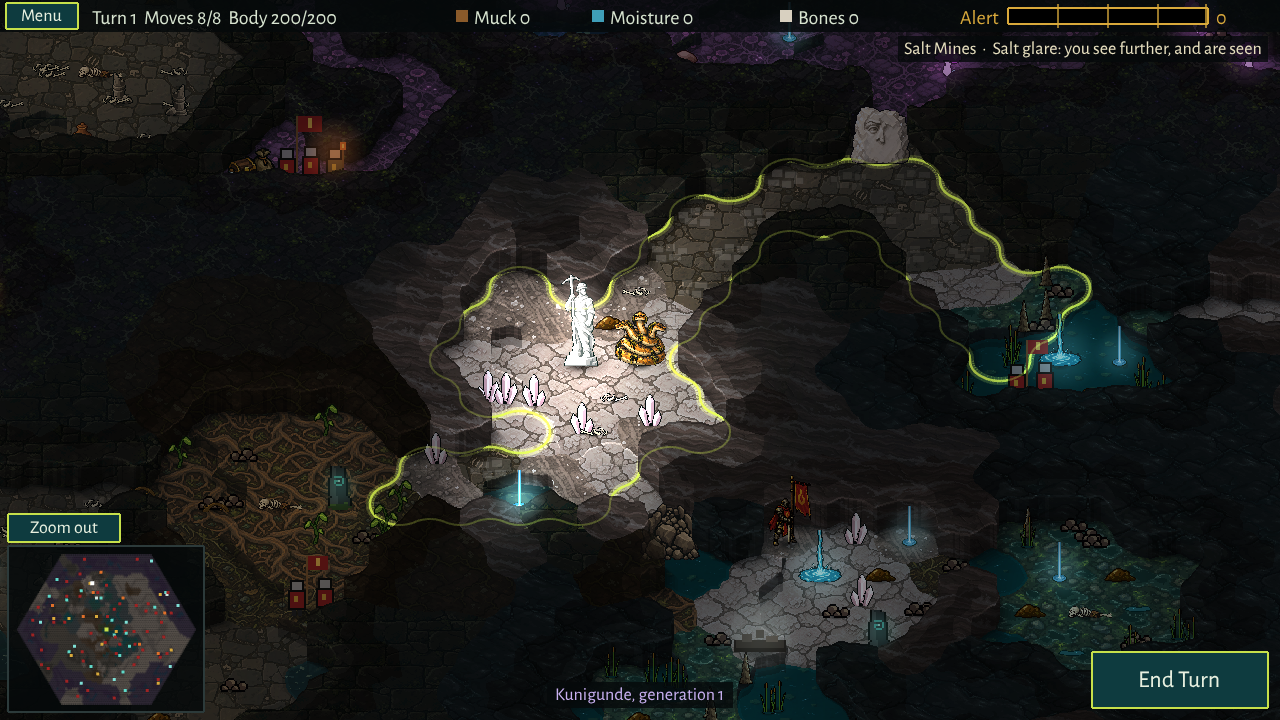 Menu
Turn 1 Moves 8/8 Body 200/200
Muck 0
Moisture 0
Bones 0
Alert 0
Salt Mines · Salt glare: you see further, and are seen
Zoom out
End Turn
Kunigunde, generation 1